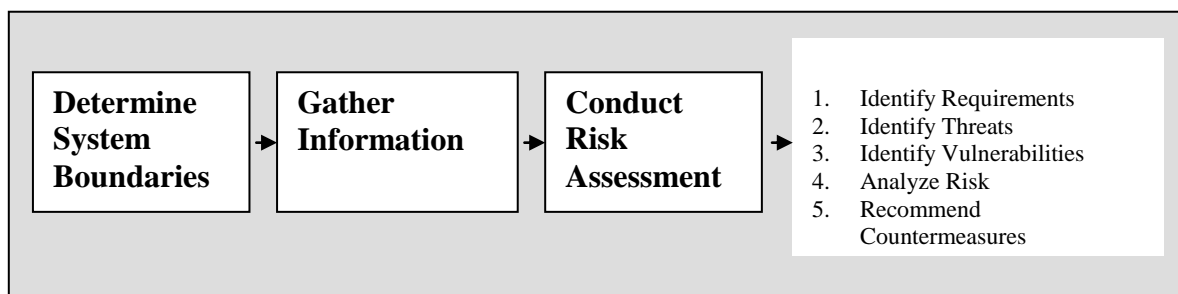 Determine
System
Boundaries
Gather
Information
Conduct
Risk
Assessment
1. Identify Requirements
2. Identify Threats
3. Identify Vulnerabilities
4. Analyze Risk
5. Recommend
Countermeasures